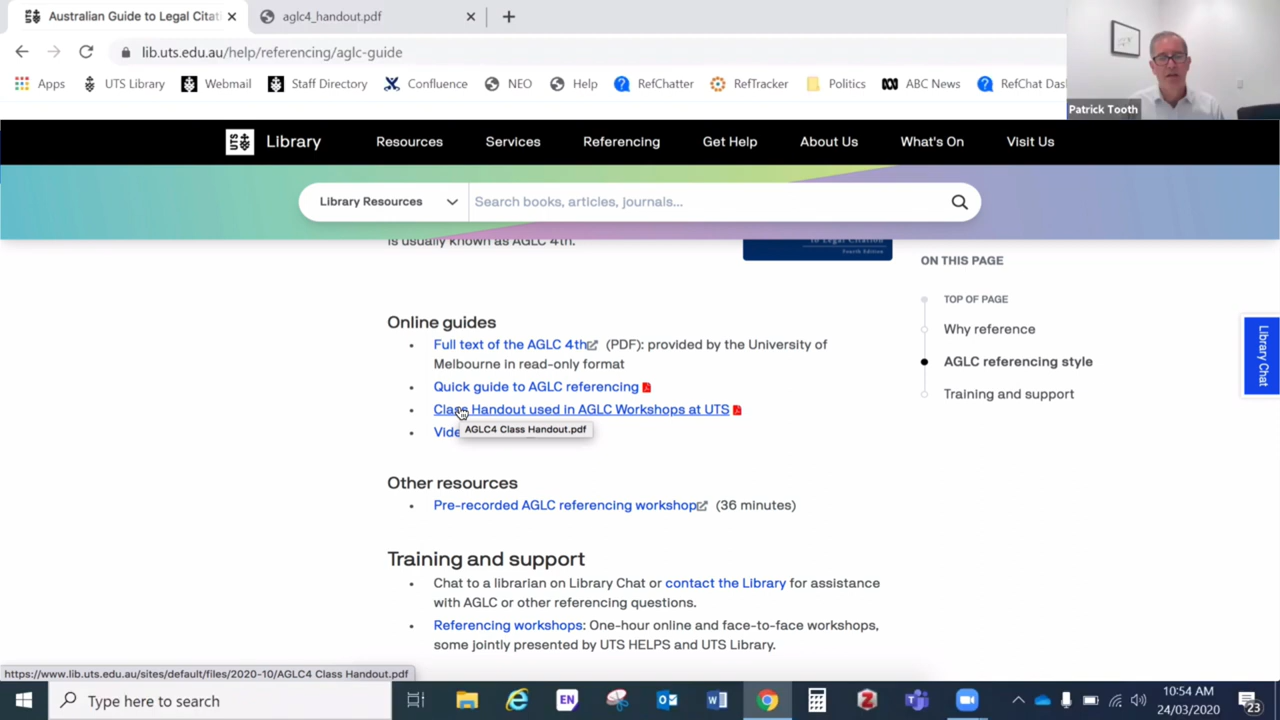 Australian Guide to Legal Citati
aglc4_handout.pdf
lib.uts.edu.au/help/referencing/aglc-guide
Apps UTS Library Webmail Staff Directory Confluence NEO Help RefChatter RefTracker Politics ABC News RefChat Dash
Patrick Tooth
UTS Library Resources Services Referencing Get Help About Us What's On Visit Us
Library Resources Search books, articles, journals...
is usually known as AGLC 4th.
to Legal Citation
Fourth Edition
ON THIS PAGE
TOP OF PAGE
Why reference
AGLC referencing style
Training and support
Library Chat
Online guides
Full text of the AGLC 4th (PDF): provided by the University of
Melbourne in read-only format
Quick guide to AGLC referencing
Class Handout used in AGLC Workshops at UTS
AGLC4 Class Handout.pdf
Vide
Other resources
Pre-recorded AGLC referencing workshop (36 minutes)
Training and support
Chat to a librarian on Library Chat or contact the Library for assistance
with AGLC or other referencing questions.
Referencing workshops: One-hour online and face-to-face workshops,
some jointly presented by UTS HELPS and UTS Library.
https://www.lib.uts.edu.au/sites/default/files/2020-10/AGLC4 Class Handout.pdf
Type here to search
EN
10:54 AM
24/03/2020
23